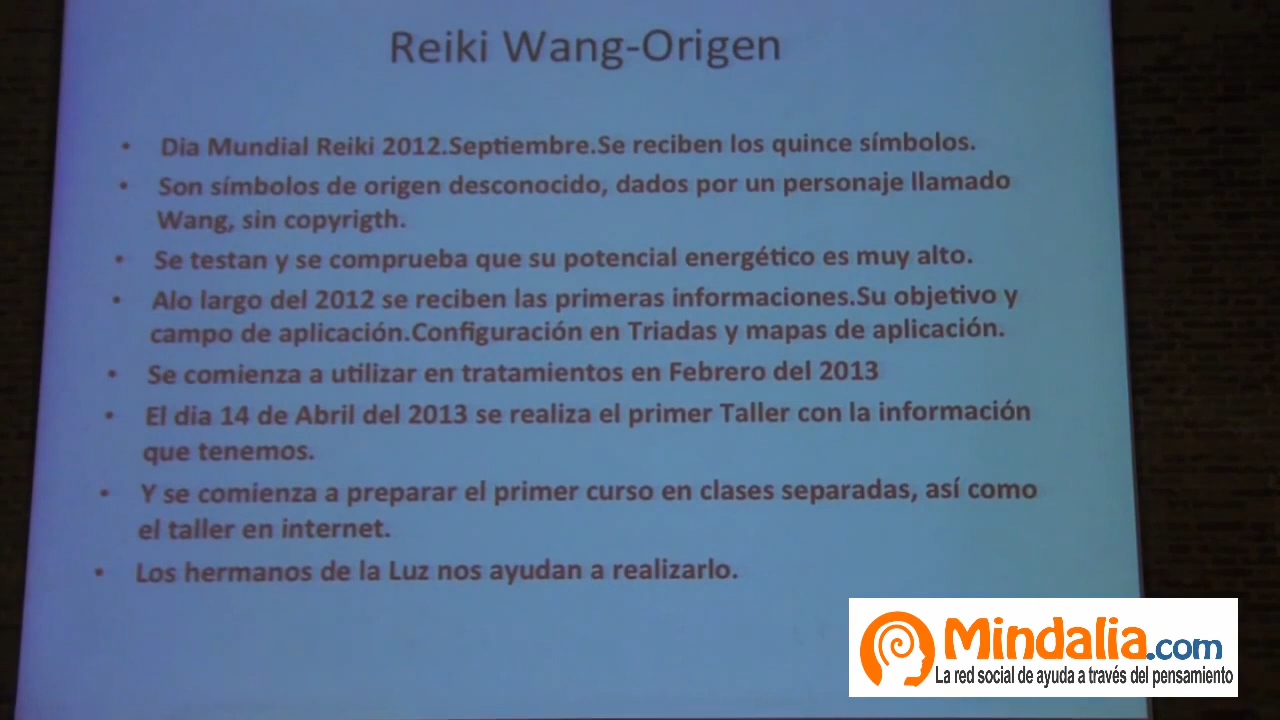 Reiki Wang-Origen
• Dia Mundial Reiki 2012.Septiembre.Se reciben los quince símbolos.
• Son símbolos de origen desconocido, dados por un personaje llamado
Wang, sin copyrigth.
• Se testan y se comprueba que su potencial energético es muy alto.
• Alo largo del 2012 se reciben las primeras informaciones.Su objetivo y
campo de aplicación.Configuración en Triadas y mapas de aplicación.
• Se comienza a utilizar en tratamientos en Febrero del 2013
• El dia 14 de Abril del 2013 se realiza el primer Taller con la información
que tenemos.
• Y se comienza a preparar el primer curso en clases separadas, así como
el taller en internet.
• Los hermanos de la Luz nos ayudan a realizarlo.
Mindalia.com
La red social de ayuda a través del pensamiento